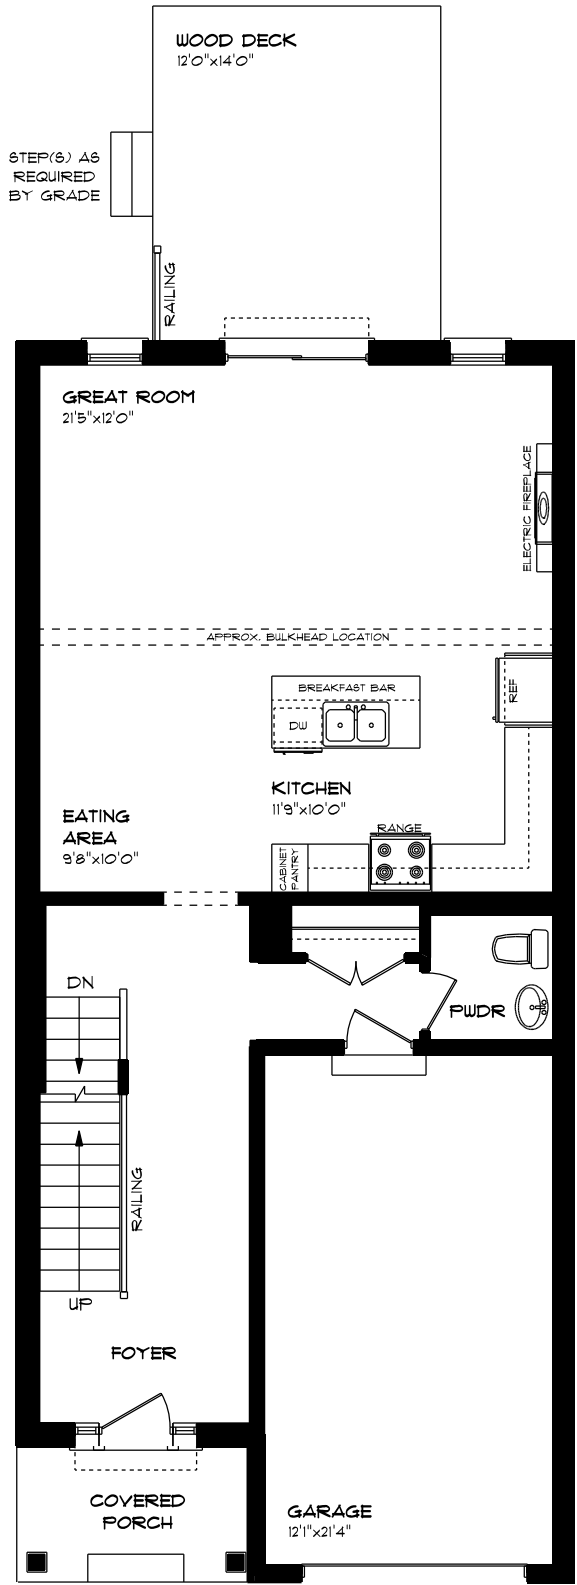 WOOD DECK
12'0"x14'0"
STEP(S) AS
REQUIRED
BY GRADE
RAILING
GREAT ROOM
21'5"x12'0"
ELECTRIC FIREPLACE
APPROX. BULKHEAD LOCATION
BREAKFAST BAR
REF
DW
KITCHEN
11'9"x10'0"
EATING
AREA
9'8"x10'0"
RANGE
CABINET
PANTRY
DN
PWDR
RAILING
UP
FOYER
COVERED
PORCH
GARAGE
12'1"x21'4"